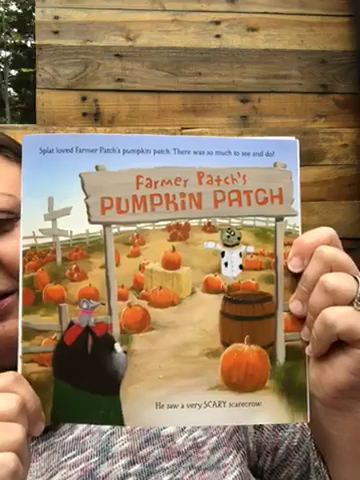 Splat loved Farmer Patch's pumpkin patch. There was so much to see and do!
Farmer Patch's
PUMPKIN PATCH
He saw a very SCARY scarecrow.